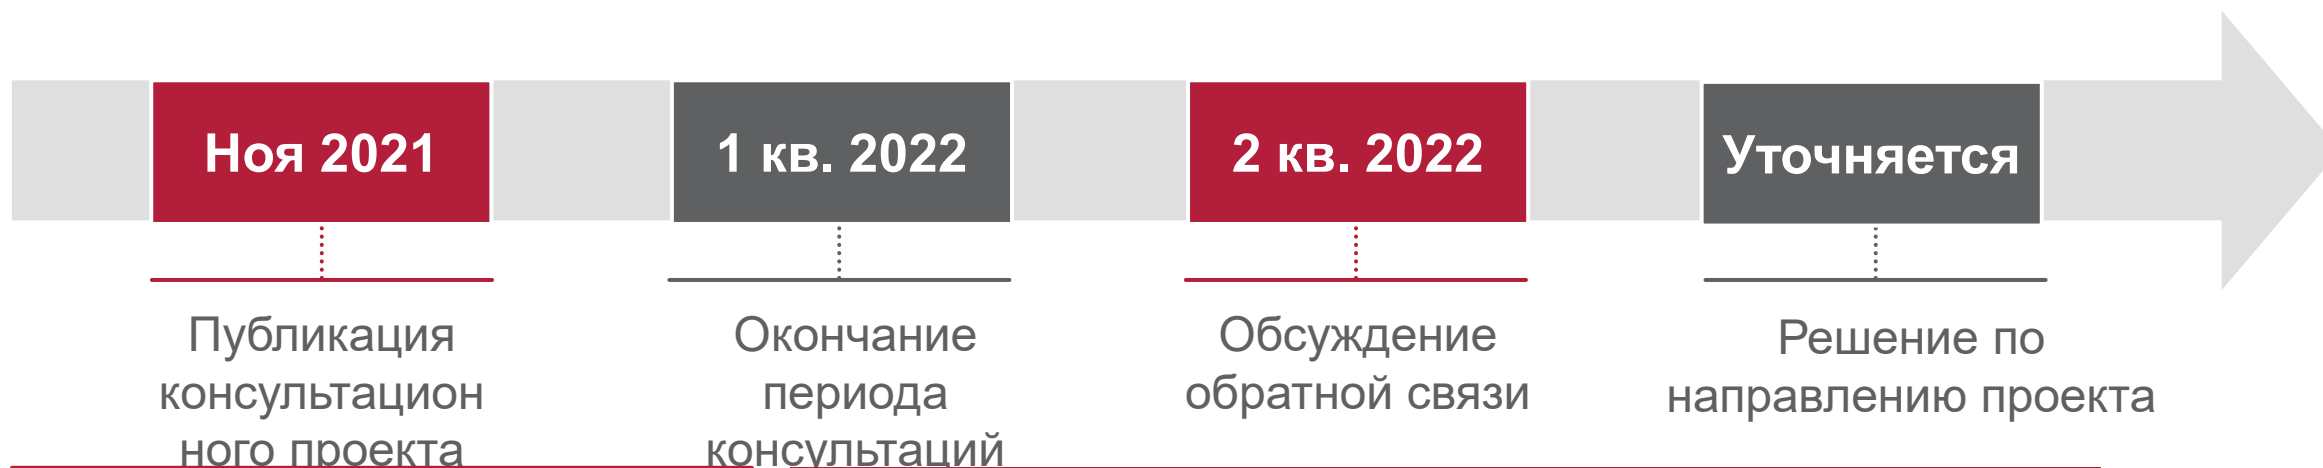 Ноя 2021
1 кв. 2022
2 кв. 2022
Уточняется
Публикация
консультацион
ного проекта
Окончание
периода
консультаций
Обсуждение
обратной связи
Решение по
направлению проекта